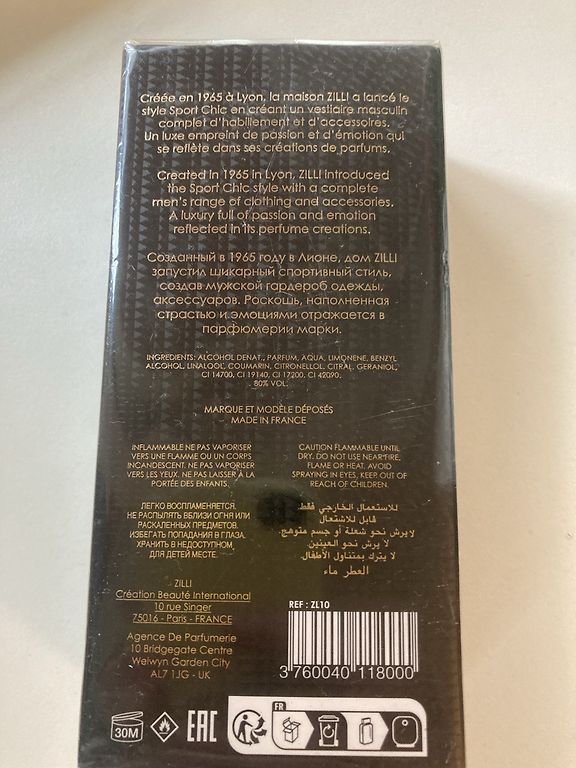 Créée en 1965 à Lyon, la maison ZILLI a lancé le
style Sport Chic en créant un vestiaire masculin
complet d'habillement et d'accessoires.
Un luxe empreint de passion et d'émotion qui
se reflète dans ses créations de parfums.
Created in 1965 in Lyon, ZILLI introduced
the Sport Chic style with a complete
men's range of clothing and accessories.
A luxury full of passion and emotion
reflected in its perfume creations.
Созданный в 1965 году в Лионе, дом ZILLI
запустил шикарный спортивный стиль,
создав мужской гардероб одежды,
аксессуаров. Роскошь, наполненная
страстью и эмоциями отражается в
парфюмерии марки.
INGREDIENTS: ALCOHOL DENAT., PARFUM, AQUA, LIMONENE, BENZYL
ALCOHOL, LINALOOL, COUMARIN, CITRONELLOL, CITRAL, GERANIOL,
CI 14700, CI 19140, CI 17200, CI 42090.
80% VOL.
MARQUE ET MODÈLE DÉPOSÉS
MADE IN FRANCE
INFLAMMABLE NE PAS VAPORISER
VERS UNE FLAMME OU UN CORPS
INCANDESCENT. NE PAS VAPORISER
VERS LES YEUX. NE PAS LAISSER À LA
PORTÉE DES ENFANTS.
CAUTION FLAMMABLE UNTIL
DRY. DO NOT USE NEAR FIRE,
FLAME OR HEAT. AVOID
SPRAYING IN EYES, KEEP OUT OF
REACH OF CHILDREN.
ЛЕГКО ВОСПЛАМЕНЯЕТСЯ.
НЕ РАСПЫЛЯТЬ ВБЛИЗИ ОГНЯ ИЛИ
РАСКАЛЕННЫХ ПРЕДМЕТОВ.
ИЗБЕГАТЬ ПОПАДАНИЯ В ГЛАЗА.
ХРАНИТЬ В НЕДОСТУПНОМ,
ДЛЯ ДЕТЕЙ МЕСТЕ.
للاستعمال الخارجي فقط.
قابل للاشتعال
لا يرش نحو شعلة أو جسم متوهج.
لا يرش نحو العينين.
لا يترك بمتناول الأطفال.
العطر ماء
ZILLI
Création Beauté International
10 rue Singer
75016 - Paris - FRANCE
Agence De Parfumerie
10 Bridgegate Centre
Welwyn Garden City
AL7 1JG - UK
REF : ZL10
3 760040 118000
30M
EAC
FR